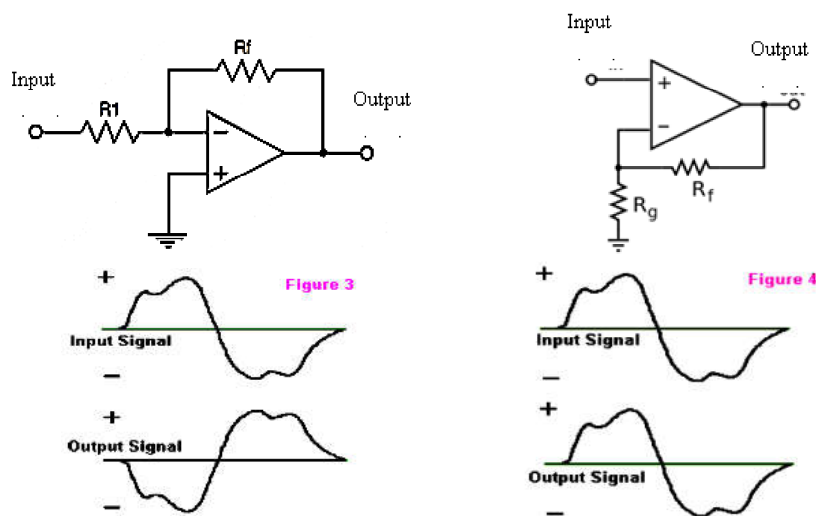 Input
Rf
R1
Output
−
+
Figure 3
+
Input Signal
−
+
Output Signal
−
Input
Output
+
−
Rf
Rg
Figure 4
+
Input Signal
−
+
Output Signal
−